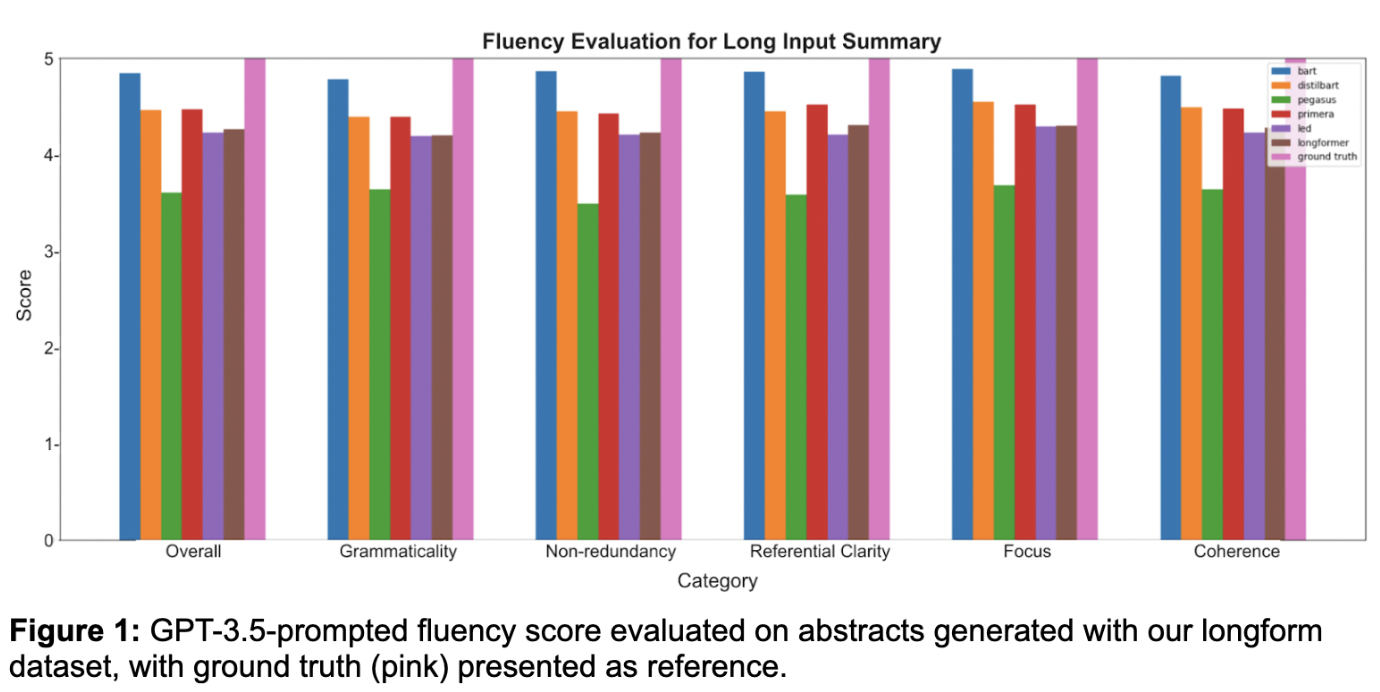 Fluency Evaluation for Long Input Summary
5
4
3
2
1
0
Score
bart
distilbart
pegasus
primera
led
longformer
ground truth
Overall
Grammaticality
Non-redundancy
Referential Clarity
Focus
Coherence
Category
Figure 1: GPT-3.5-prompted fluency score evaluated on abstracts generated with our longform
dataset, with ground truth (pink) presented as reference.